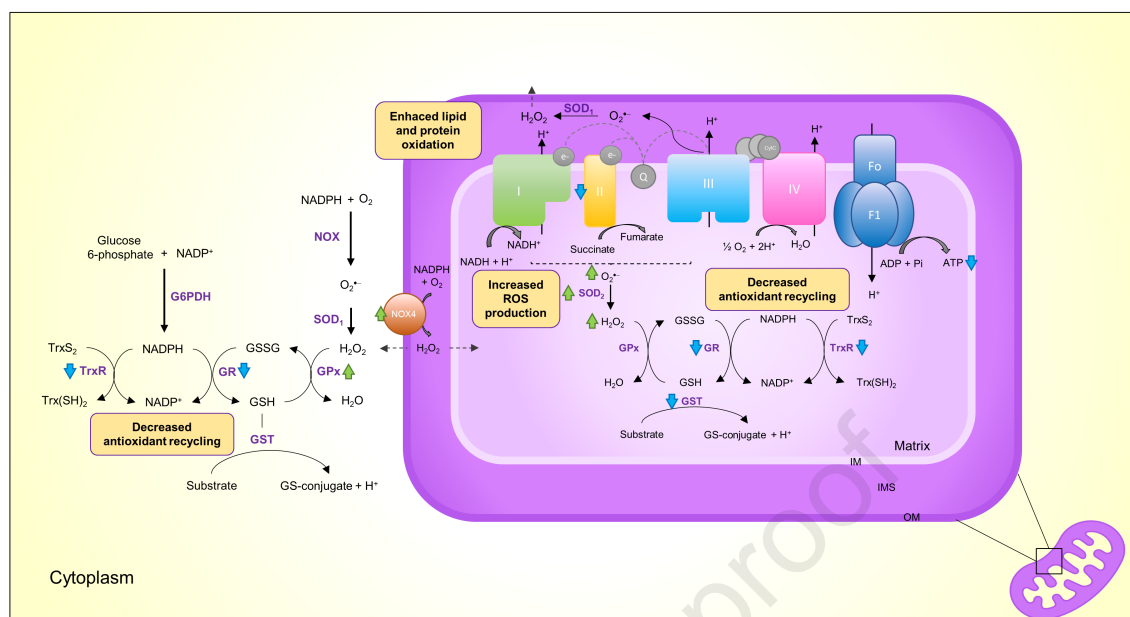 Enhaced lipid
and protein
oxidation
H₂O₂
SOD₁
O₂•−
H⁺
e-
e-
Q
H⁺
CytC
H⁺
I
II
III
IV
Fo
F1
NADH⁺
NADH + H⁺
Succinate
Fumarate
½ O₂ + 2H⁺
H₂O
ADP + Pi
ATP
H⁺
NADPH + O₂
NOX
O₂•−
SOD₁
Glucose
6-phosphate + NADP⁺
G6PDH
NADPH
+ O₂
NOX4
H₂O₂
Increased
ROS
production
O₂•−
SOD₂
H₂O₂
Decreased
antioxidant recycling
TrxS₂
NADPH
GSSG
H₂O₂
TrxR
GR
GPx
Trx(SH)₂
NADP⁺
GSH
H₂O
Decreased
antioxidant recycling
GST
Substrate
GS-conjugate + H⁺
GSSG
NADPH
TrxS₂
GPx
GR
TrxR
H₂O
GSH
NADP⁺
Trx(SH)₂
GST
Substrate
GS-conjugate + H⁺
Matrix
IM
IMS
OM
Cytoplasm
proof